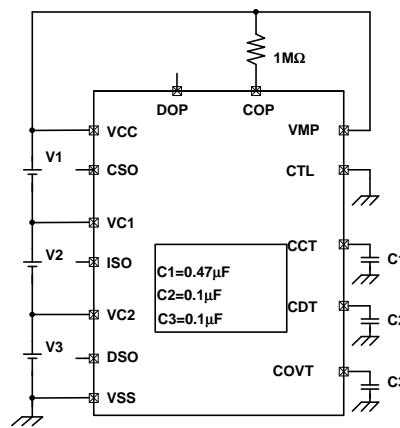 1MΩ
DOP
COP
VCC
VMP
V1
CSO
CTL
VC1
V2
ISO
C1=0.47µF
C2=0.1µF
C3=0.1µF
CCT
C1
CDT
C2
VC2
V3
DSO
COVT
C3
VSS